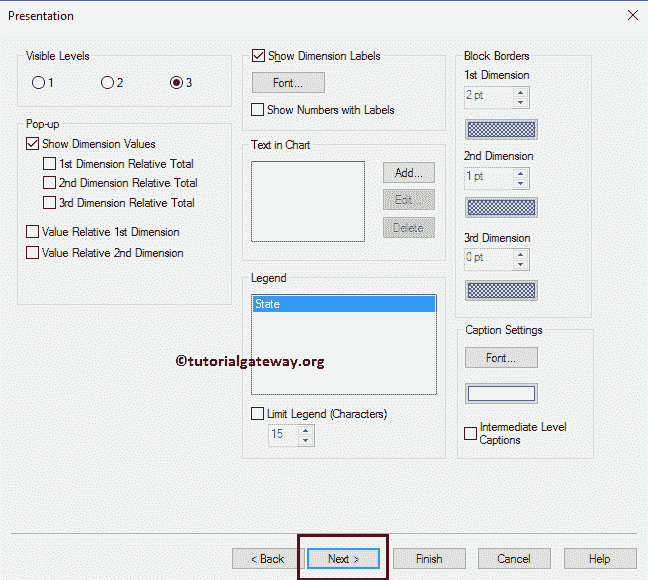 Presentation
Visible Levels
1 2 3
Pop-up
Show Dimension Values
1st Dimension Relative Total
2nd Dimension Relative Total
3rd Dimension Relative Total
Value Relative 1st Dimension
Value Relative 2nd Dimension
Show Dimension Labels
Font...
Show Numbers with Labels
Text in Chart
Add...
Edit
Delete
Legend
State
©tutorialgateway.org
Limit Legend (Characters)
15
Block Borders
1st Dimension
2 pt
2nd Dimension
1 pt
3rd Dimension
0 pt
Caption Settings
Font...
Intermediate Level
Captions
< Back Next > Finish Cancel Help